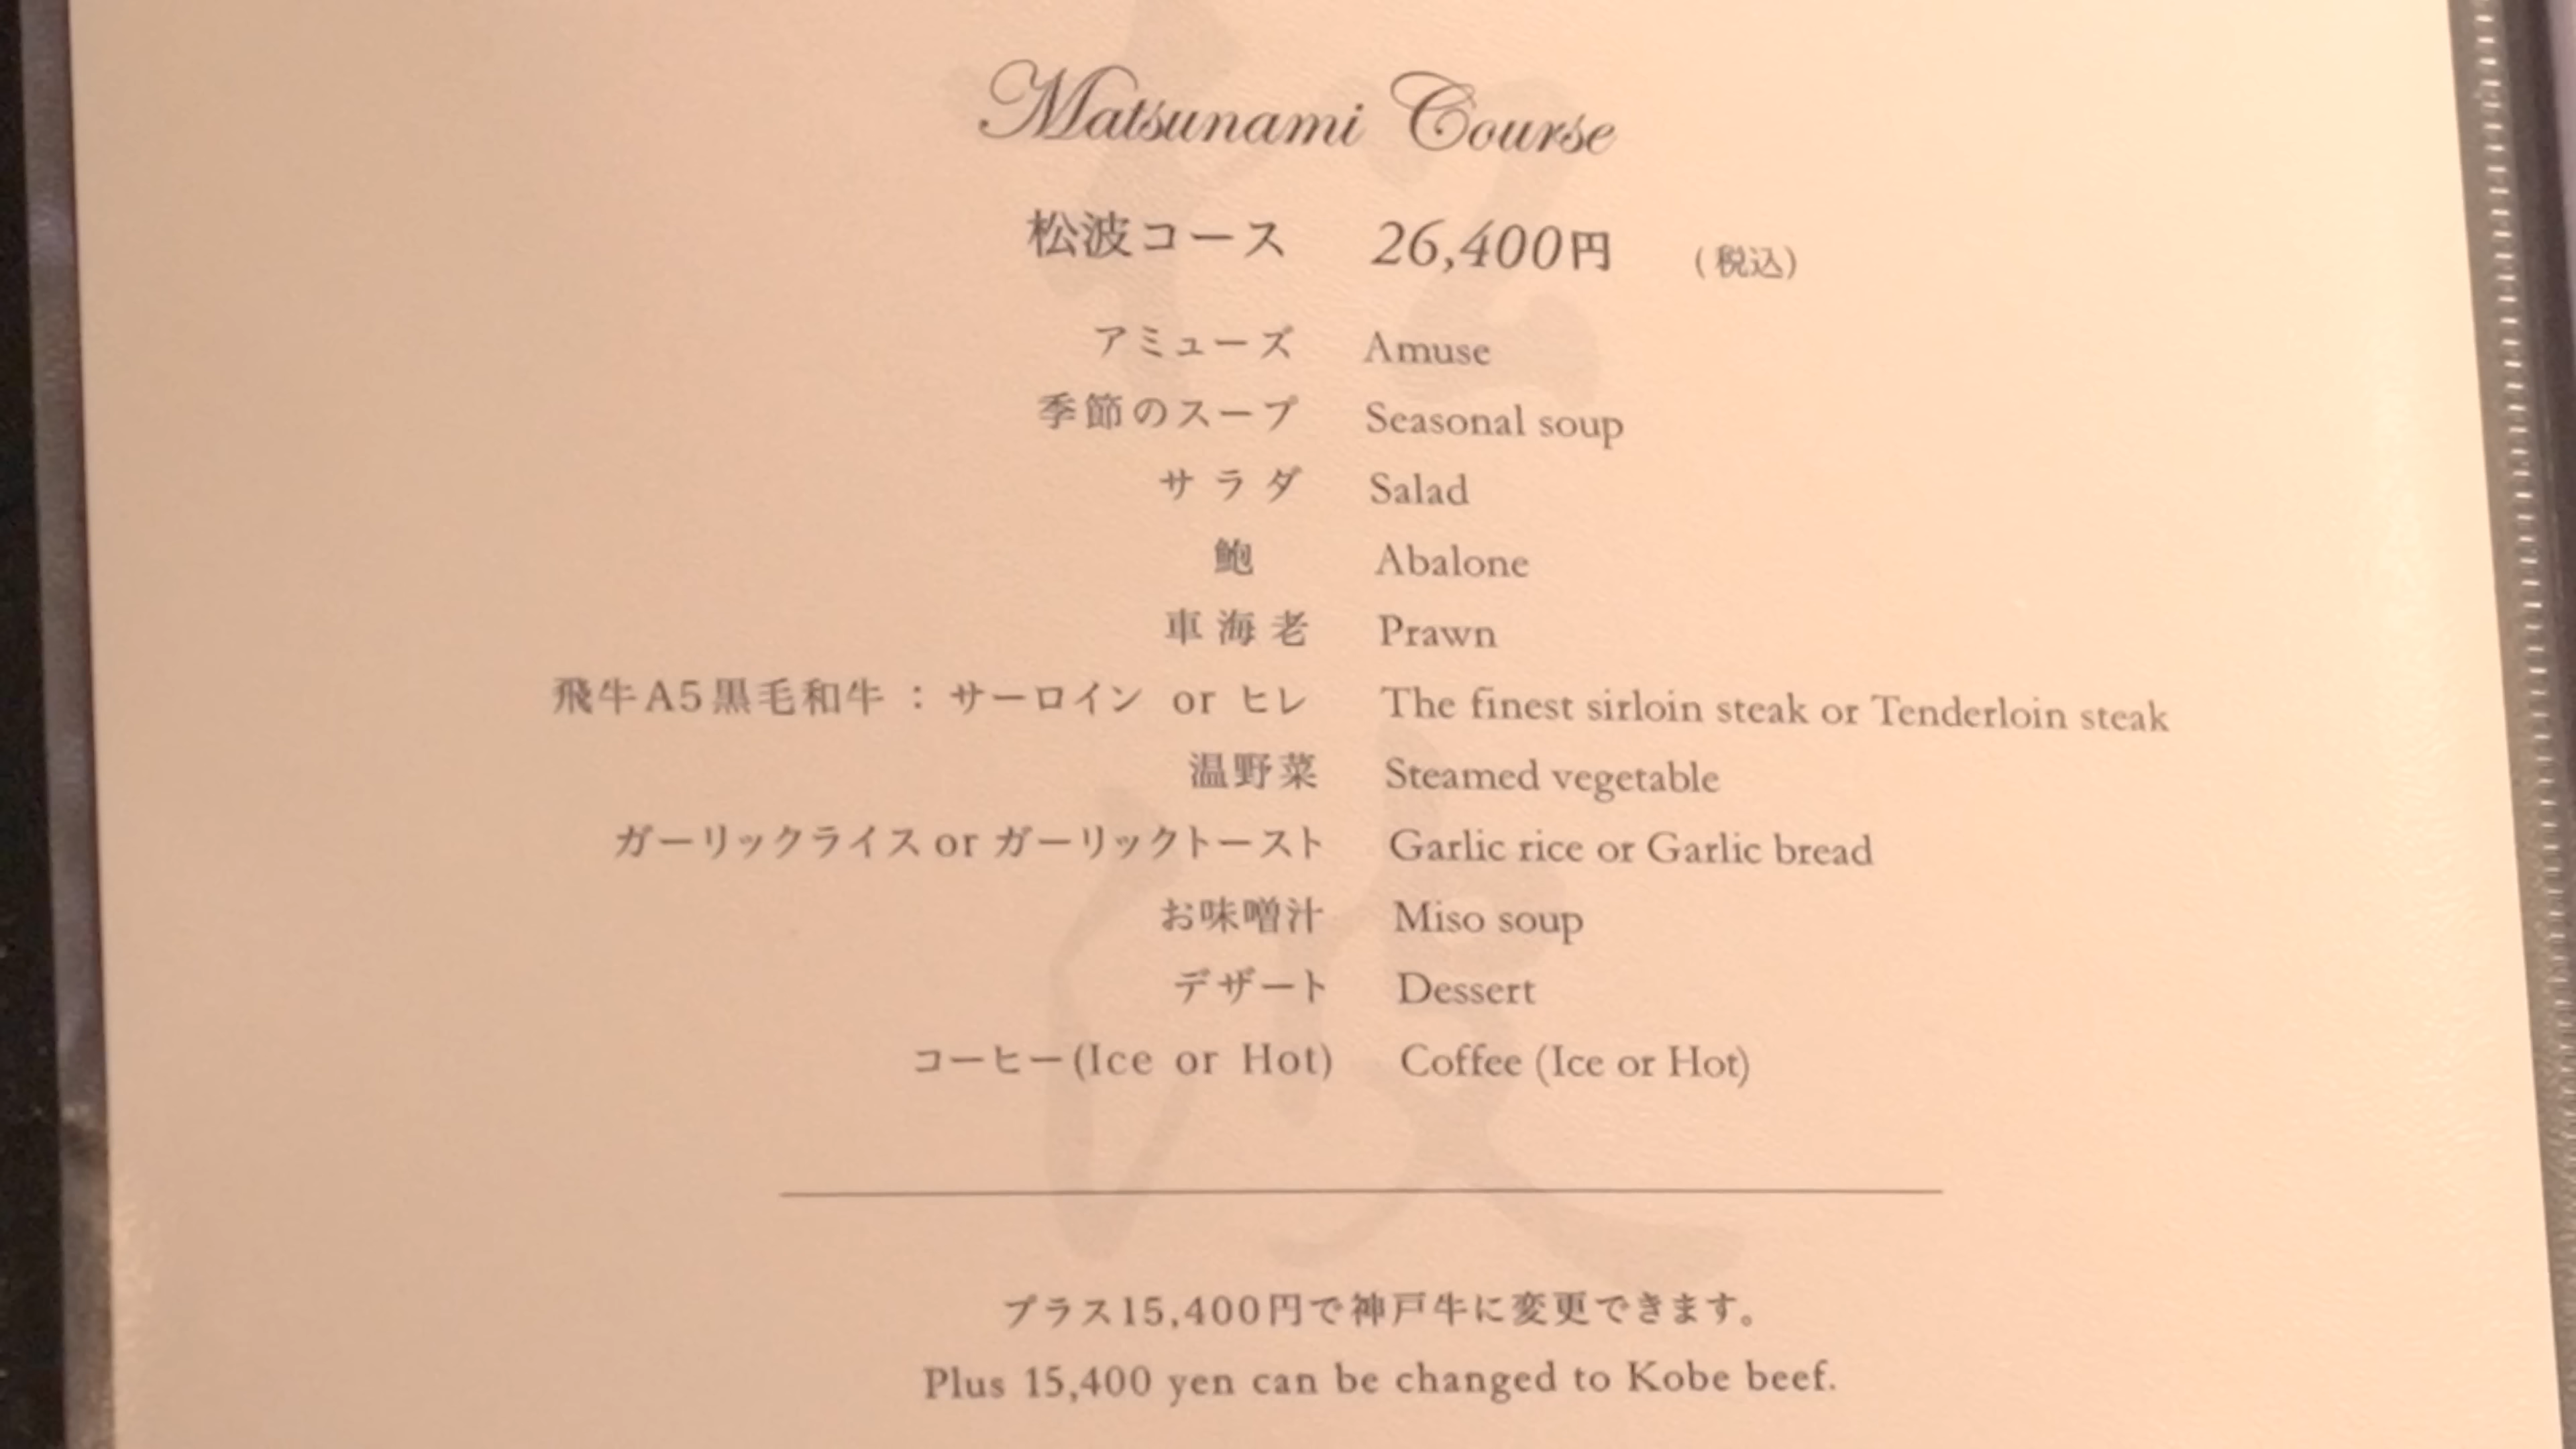 Matsunami Course
松波コース 26,400円 (税込)
アミューズ Amuse
季節のスープ Seasonal soup
サラダ Salad
鮑 Abalone
車海老 Prawn
飛牛A5黒毛和牛：サーロイン or ヒレ The finest sirloin steak or Tenderloin steak
温野菜 Steamed vegetable
ガーリックライス or ガーリックトースト Garlic rice or Garlic bread
お味噌汁 Miso soup
デザート Dessert
コーヒー(Ice or Hot) Coffee (Ice or Hot)
プラス15,400円で神戸牛に変更できます。
Plus 15,400 yen can be changed to Kobe beef.